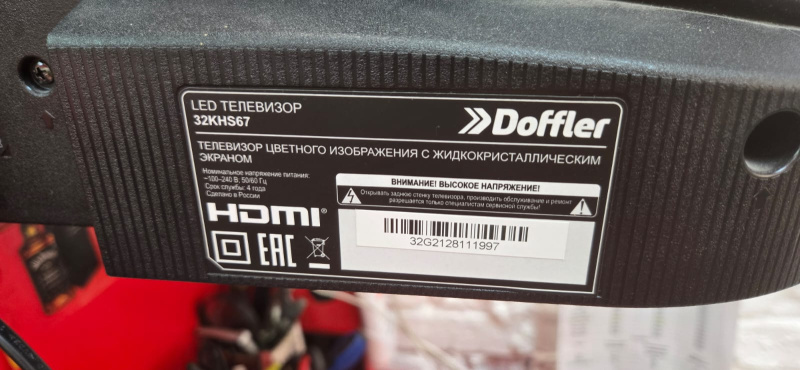 LED ТЕЛЕВИЗОР
32KHS67
Doffler
ТЕЛЕВИЗОР ЦВЕТНОГО ИЗОБРАЖЕНИЯ С ЖИДКОКРИСТАЛЛИЧЕСКИМ
ЭКРАНОМ
Номинальное напряжение питания:
~100-240 В, 50/60 Гц
Срок службы: 4 года
Сделано в России
HDMI®
EAC
ВНИМАНИЕ! ВЫСОКОЕ НАПРЯЖЕНИЕ!
Открывать заднюю стенку телевизора, производить обслуживание и ремонт
разрешается только специалистам сервисной службы!
32G2128111997